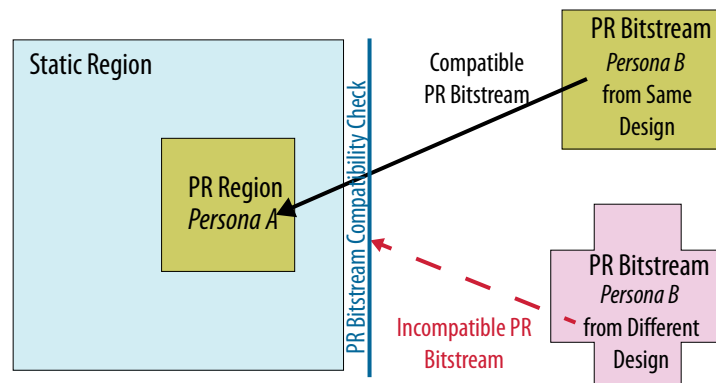 Static Region
PR Region
Persona A
PR Bitstream Compatibility Check
Compatible
PR Bitstream
PR Bitstream
Persona B
from Same
Design
Incompatible PR
Bitstream
PR Bitstream
Persona B
from Different
Design